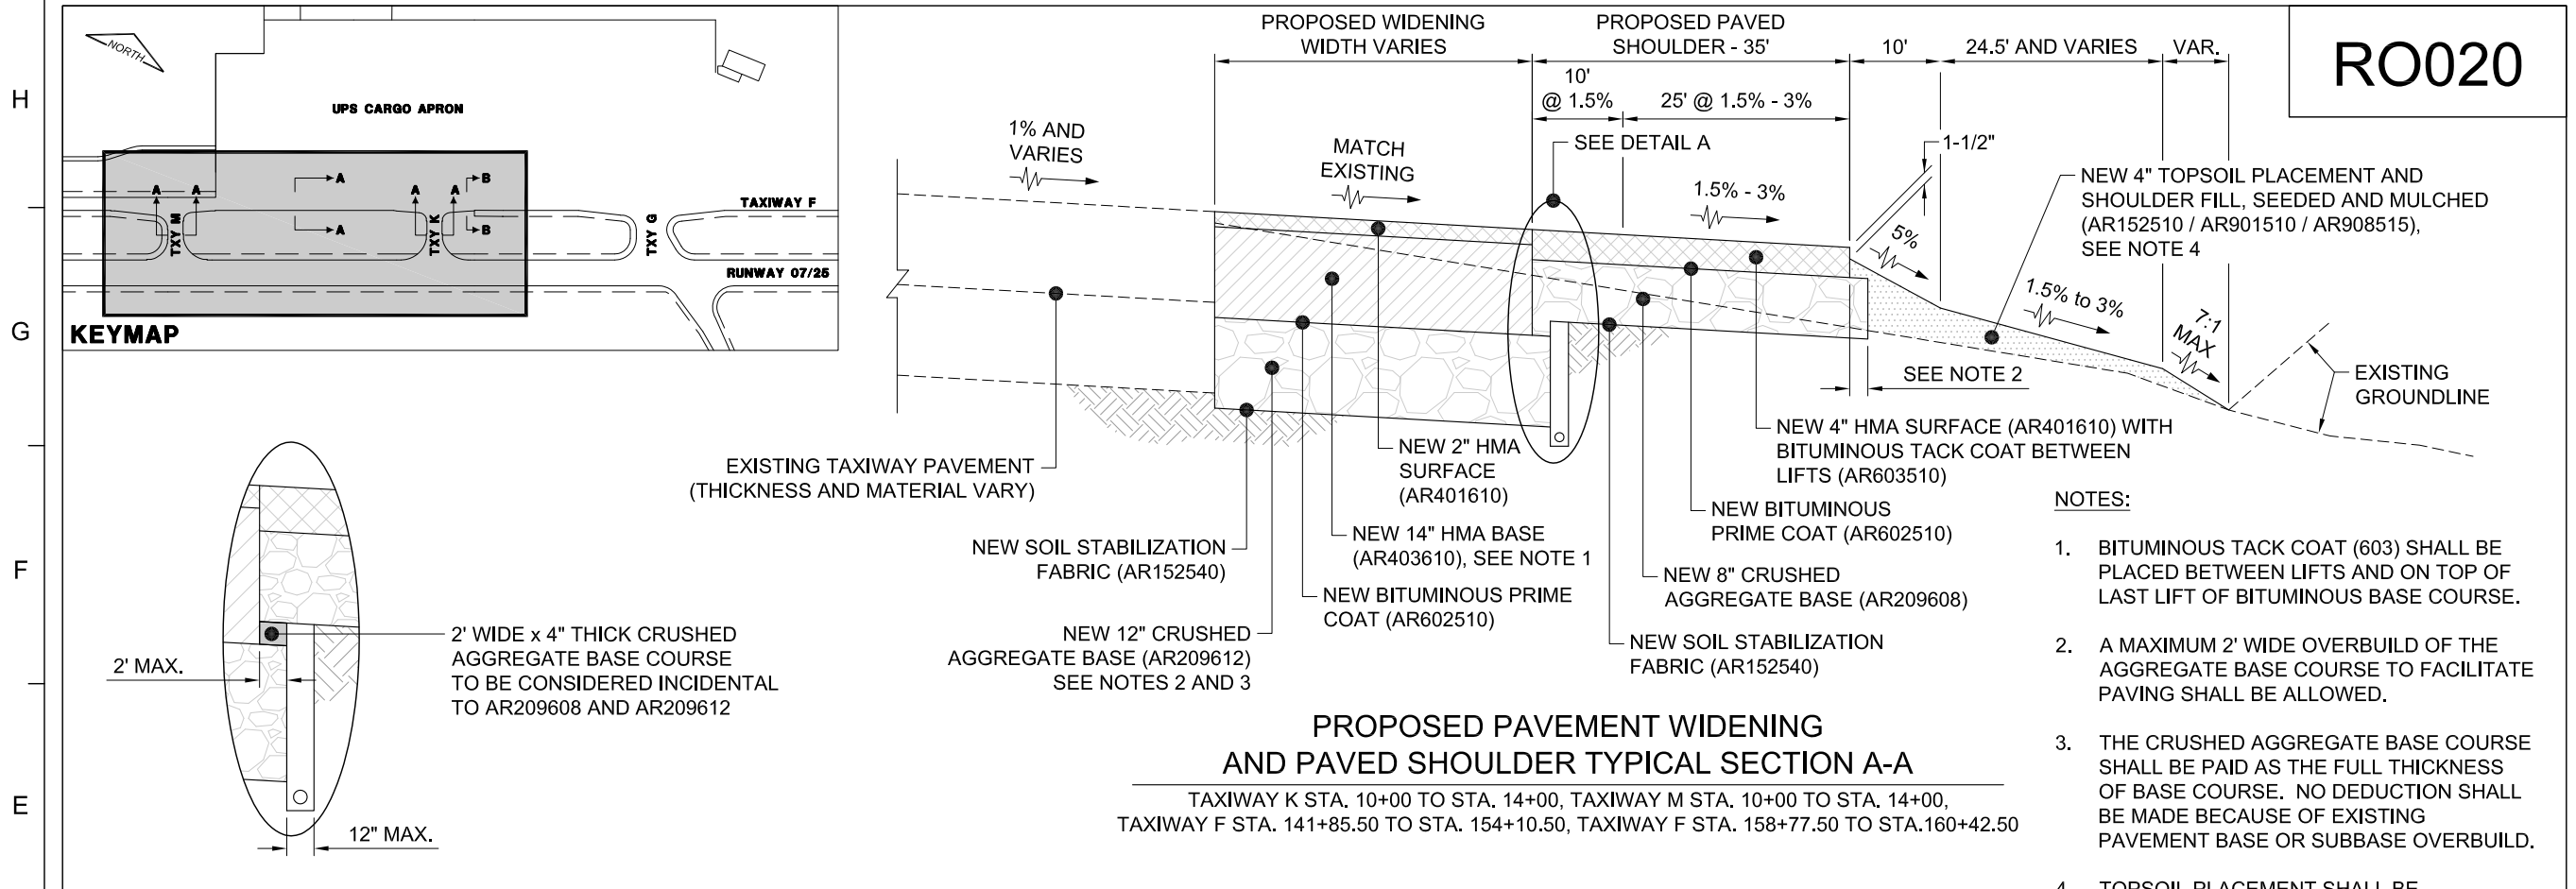 H
G
F
E
NORTH
UPS CARGO APRON
A
A
A
A
A
A
B
B
TXY M
TXY K
TXY G
TAXIWAY F
RUNWAY 07/25
KEYMAP
PROPOSED WIDENING
WIDTH VARIES
PROPOSED PAVED
SHOULDER - 35'
10'
24.5' AND VARIES
VAR.
RO020
10'
@ 1.5%
25' @ 1.5% - 3%
1% AND
VARIES
MATCH
EXISTING
SEE DETAIL A
1-1/2"
1.5% - 3%
5%
NEW 4" TOPSOIL PLACEMENT AND
SHOULDER FILL, SEEDED AND MULCHED
(AR152510 / AR901510 / AR908515),
SEE NOTE 4
1.5% to 3%
7:1
MAX
SEE NOTE 2
EXISTING
GROUNDLINE
EXISTING TAXIWAY PAVEMENT
(THICKNESS AND MATERIAL VARY)
NEW SOIL STABILIZATION
FABRIC (AR152540)
NEW 12" CRUSHED
AGGREGATE BASE (AR209612)
SEE NOTES 2 AND 3
NEW 2" HMA
SURFACE
(AR401610)
NEW 14" HMA BASE
(AR403610), SEE NOTE 1
NEW BITUMINOUS PRIME
COAT (AR602510)
NEW 4" HMA SURFACE (AR401610) WITH
BITUMINOUS TACK COAT BETWEEN
LIFTS (AR603510)
NEW BITUMINOUS
PRIME COAT (AR602510)
NEW 8" CRUSHED
AGGREGATE BASE (AR209608)
NEW SOIL STABILIZATION
FABRIC (AR152540)
2' MAX.
2' WIDE x 4" THICK CRUSHED
AGGREGATE BASE COURSE
TO BE CONSIDERED INCIDENTAL
TO AR209608 AND AR209612
12" MAX.
PROPOSED PAVEMENT WIDENING
AND PAVED SHOULDER TYPICAL SECTION A-A
TAXIWAY K STA. 10+00 TO STA. 14+00, TAXIWAY M STA. 10+00 TO STA. 14+00,
TAXIWAY F STA. 141+85.50 TO STA. 154+10.50, TAXIWAY F STA. 158+77.50 TO STA.160+42.50
NOTES:
1. BITUMINOUS TACK COAT (603) SHALL BE
PLACED BETWEEN LIFTS AND ON TOP OF
LAST LIFT OF BITUMINOUS BASE COURSE.
2. A MAXIMUM 2' WIDE OVERBUILD OF THE
AGGREGATE BASE COURSE TO FACILITATE
PAVING SHALL BE ALLOWED.
3. THE CRUSHED AGGREGATE BASE COURSE
SHALL BE PAID AS THE FULL THICKNESS
OF BASE COURSE. NO DEDUCTION SHALL
BE MADE BECAUSE OF EXISTING
PAVEMENT BASE OR SUBBASE OVERBUILD.
4. TOPSOIL PLACEMENT SHALL BE